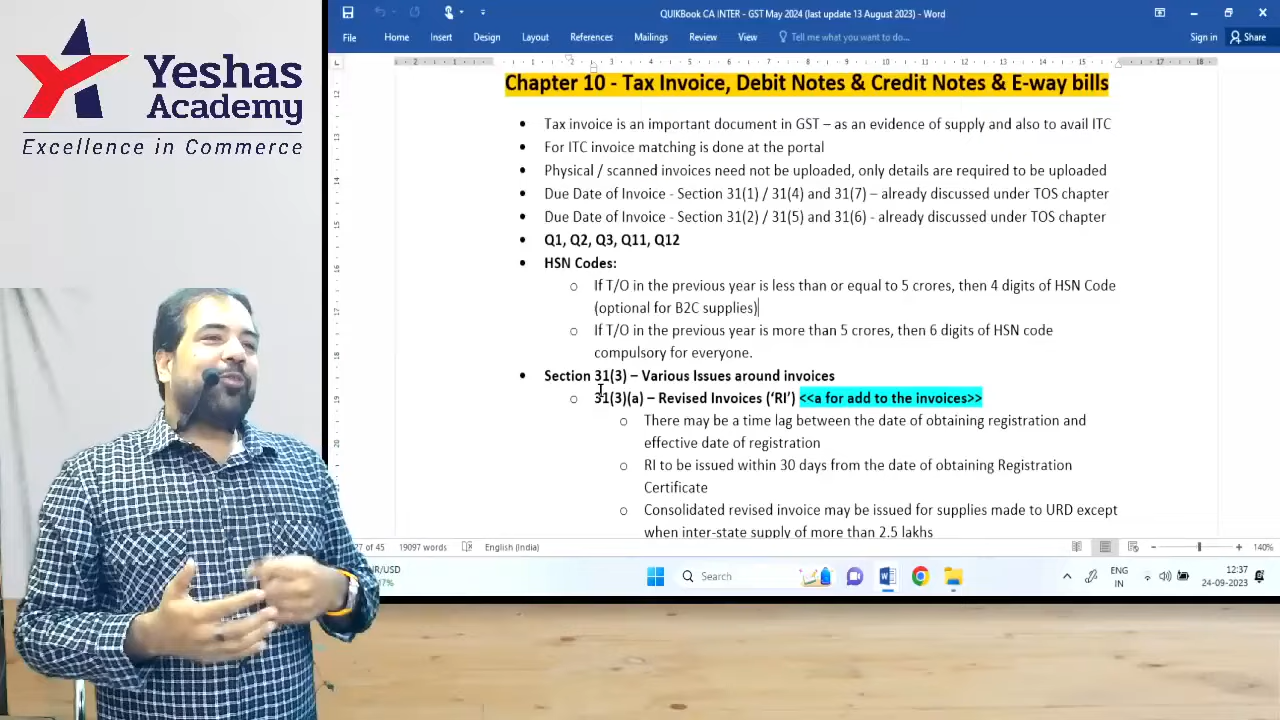 Yeshas
Academy
Excellence in Commerce
QUIKBook CA INTER - GST May 2024 (last update 13 August 2023) - Word
File Home Insert Design Layout References Mailings Review View Tell me what you want to do... Sign in Share
Chapter 10 - Tax Invoice, Debit Notes & Credit Notes & E-way bills
• Tax invoice is an important document in GST – as an evidence of supply and also to avail ITC
• For ITC invoice matching is done at the portal
• Physical / scanned invoices need not be uploaded, only details are required to be uploaded
• Due Date of Invoice - Section 31(1) / 31(4) and 31(7) – already discussed under TOS chapter
• Due Date of Invoice - Section 31(2) / 31(5) and 31(6) - already discussed under TOS chapter
• Q1, Q2, Q3, Q11, Q12
• HSN Codes:
o If T/O in the previous year is less than or equal to 5 crores, then 4 digits of HSN Code
(optional for B2C supplies)
o If T/O in the previous year is more than 5 crores, then 6 digits of HSN code
compulsory for everyone.
• Section 31(3) – Various Issues around invoices
o 31(3)(a) – Revised Invoices (‘RI’) <<a for add to the invoices>>
o There may be a time lag between the date of obtaining registration and
effective date of registration
o RI to be issued within 30 days from the date of obtaining Registration
Certificate
o Consolidated revised invoice may be issued for supplies made to URD except
when inter-state supply of more than 2.5 lakhs
27 of 45 19097 words English (India) 140%
Search
ENG
IN
12:37
24-09-2023